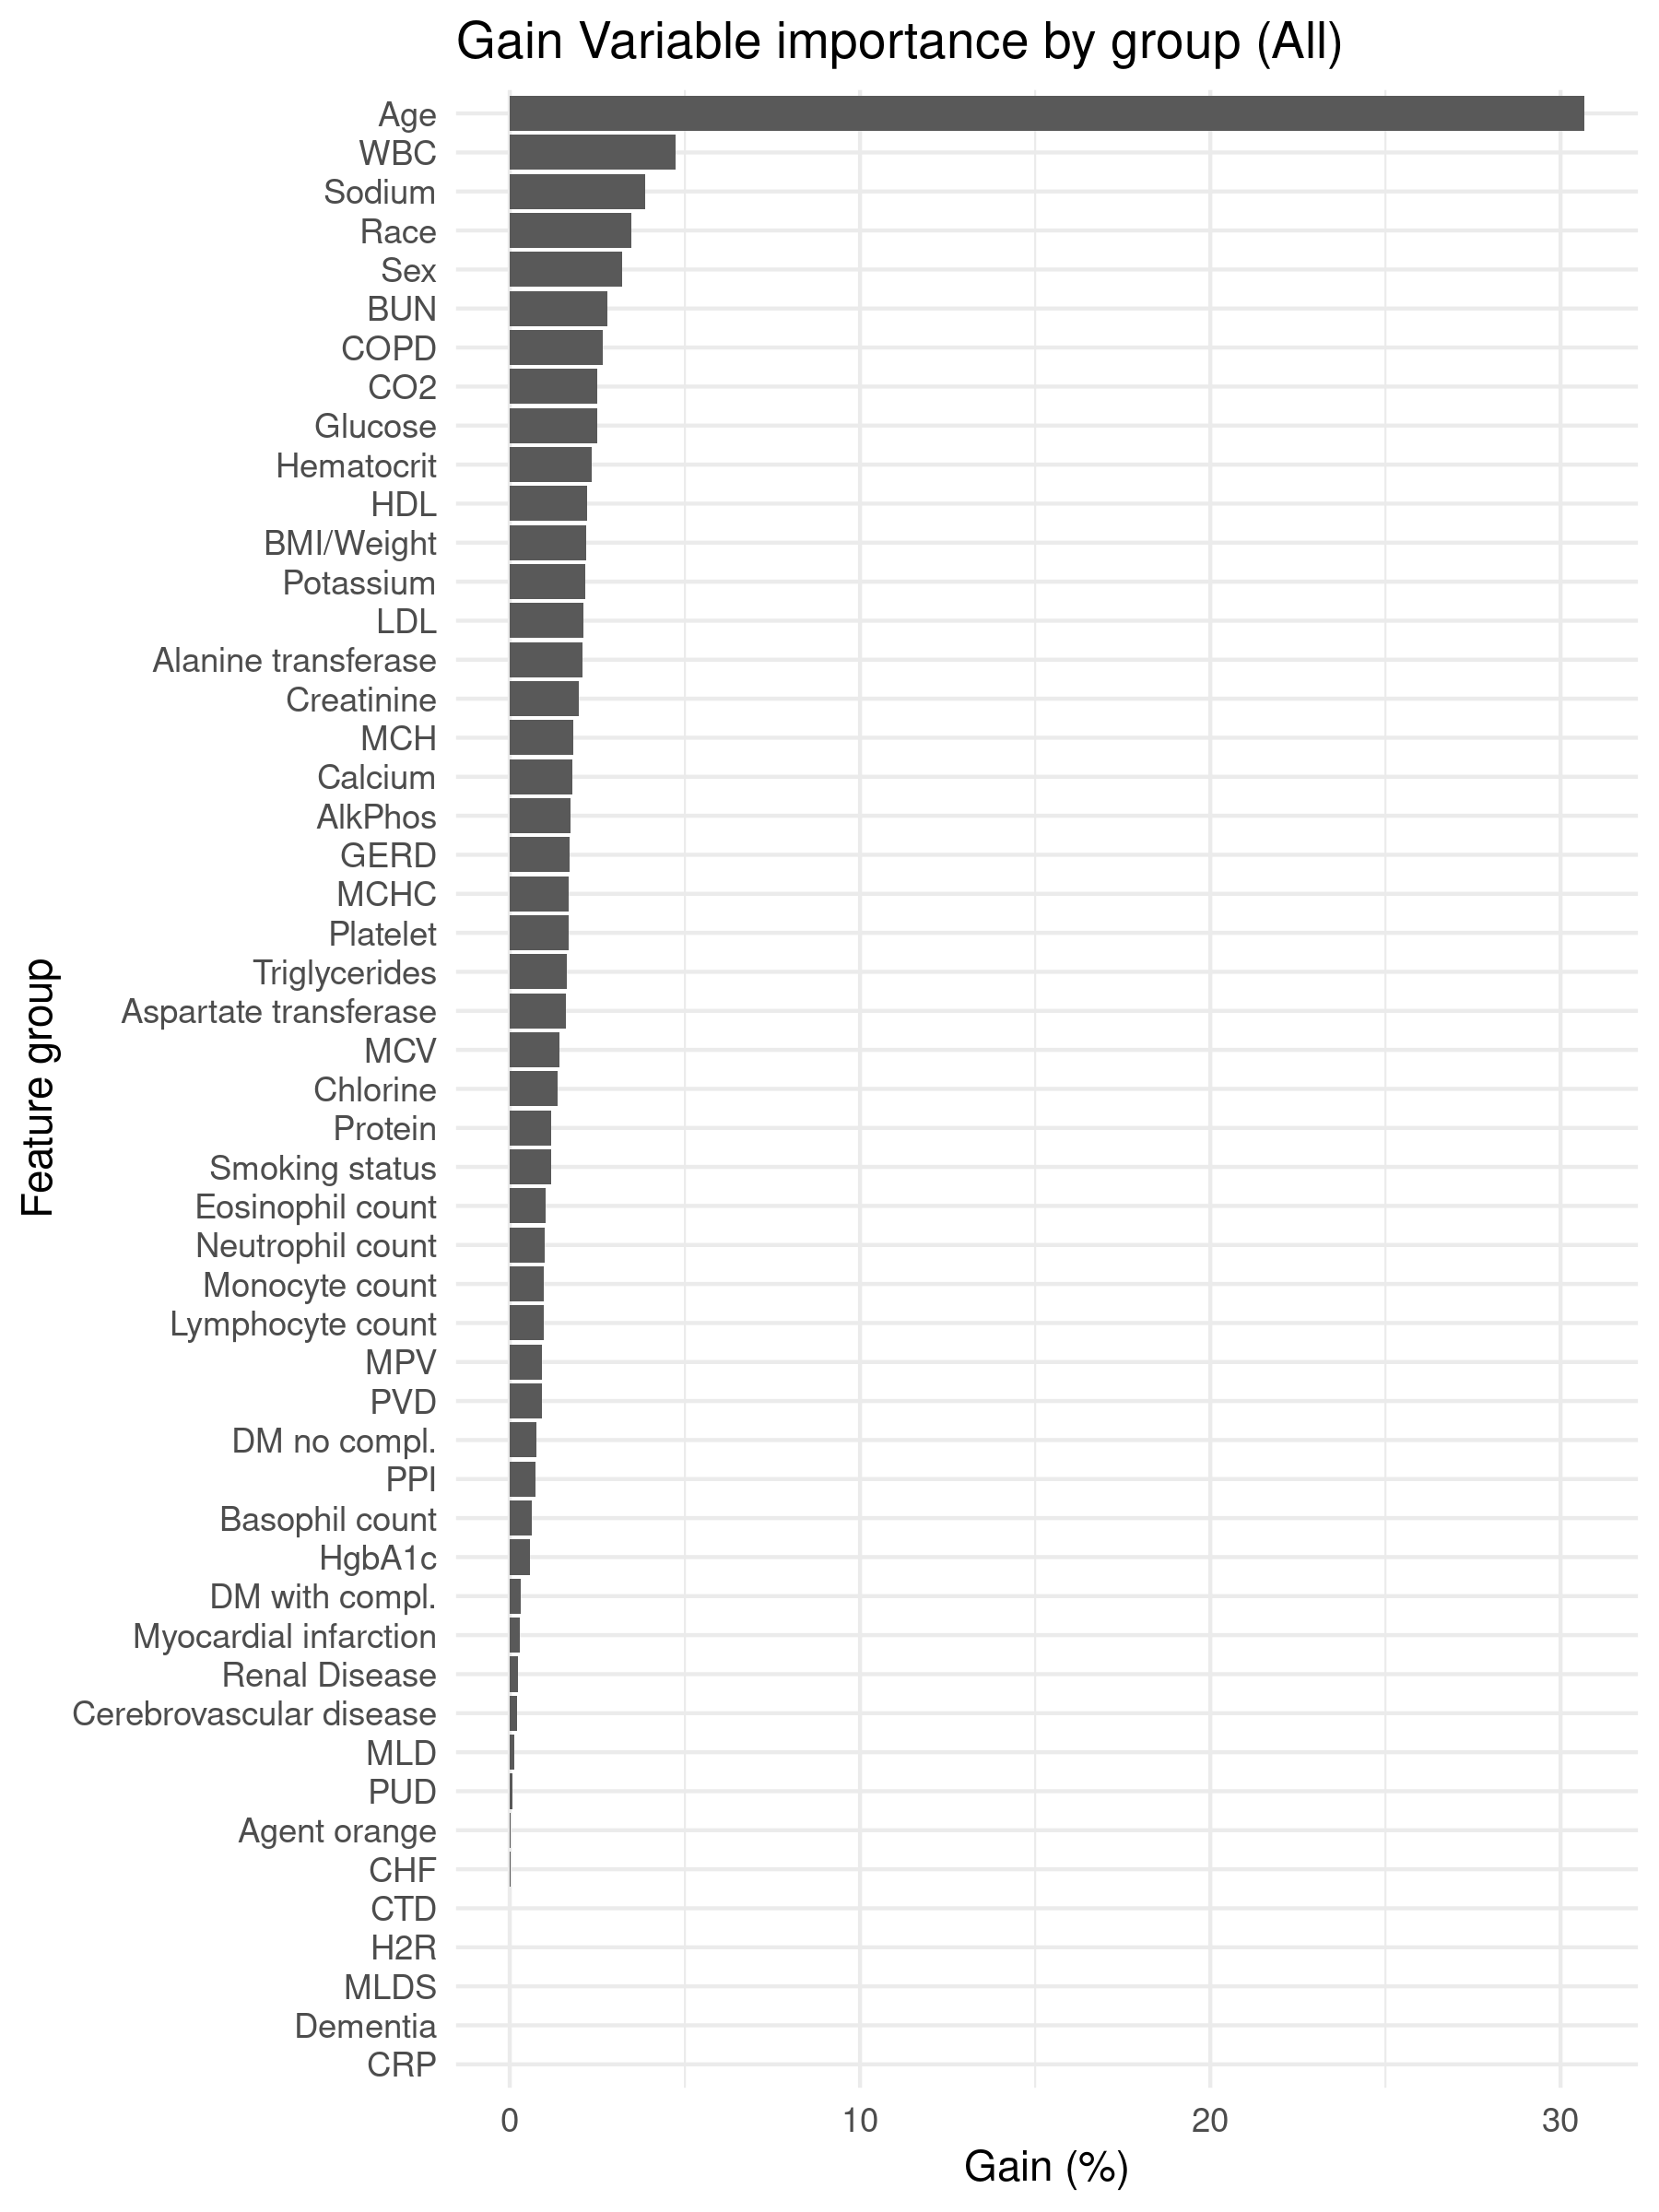 Gain Variable importance by group (All)
Feature group
Age
WBC
Sodium
Race
Sex
BUN
COPD
CO2
Glucose
Hematocrit
HDL
BMI/Weight
Potassium
LDL
Alanine transferase
Creatinine
MCH
Calcium
AlkPhos
GERD
MCHC
Platelet
Triglycerides
Aspartate transferase
MCV
Chlorine
Protein
Smoking status
Eosinophil count
Neutrophil count
Monocyte count
Lymphocyte count
MPV
PVD
DM no compl.
PPI
Basophil count
HgbA1c
DM with compl.
Myocardial infarction
Renal Disease
Cerebrovascular disease
MLD
PUD
Agent orange
CHF
CTD
H2R
MLDS
Dementia
CRP
0 10 20 30
Gain (%)